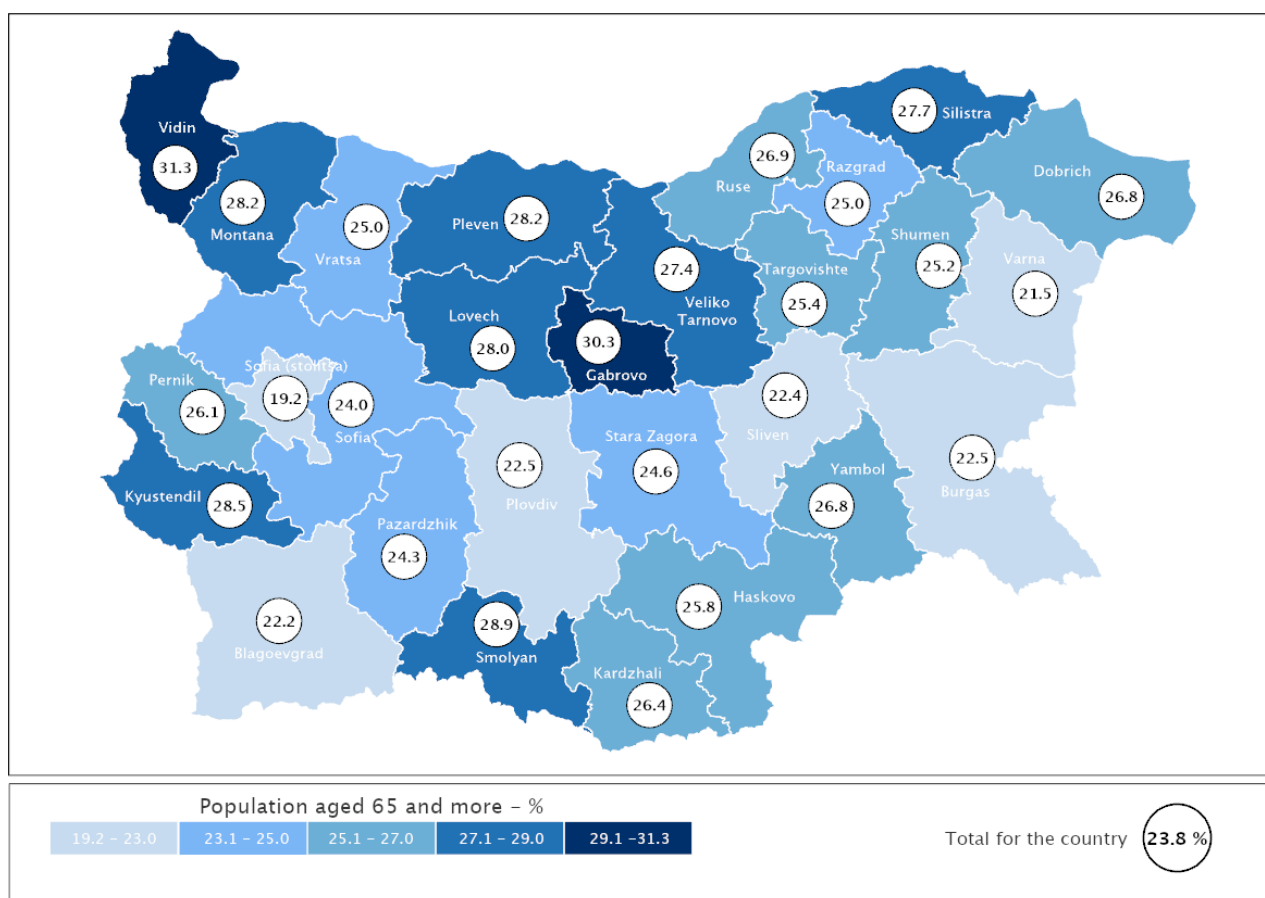 Vidin
31.3
28.2
Montana
25.0
Vratsa
Pleven
28.2
27.4
Veliko
Tarnovo
Lovech
28.0
30.3
Gabrovo
26.9
Ruse
Razgrad
25.0
27.7
Silistra
Dobrich
26.8
Shumen
25.2
Targovishte
25.4
Varna
21.5
Sofia (stolitsa)
19.2
24.0
Sofia
Pernik
26.1
Kyustendil
28.5
Pazardzhik
24.3
22.2
Blagoevgrad
22.5
Plovdiv
Stara Zagora
24.6
22.4
Sliven
Yambol
26.8
22.5
Burgas
28.9
Smolyan
25.8
Haskovo
Kardzhali
26.4
Population aged 65 and more – %
19.2 – 23.0
23.1 – 25.0
25.1 – 27.0
27.1 – 29.0
29.1 –31.3
Total for the country
23.8 %